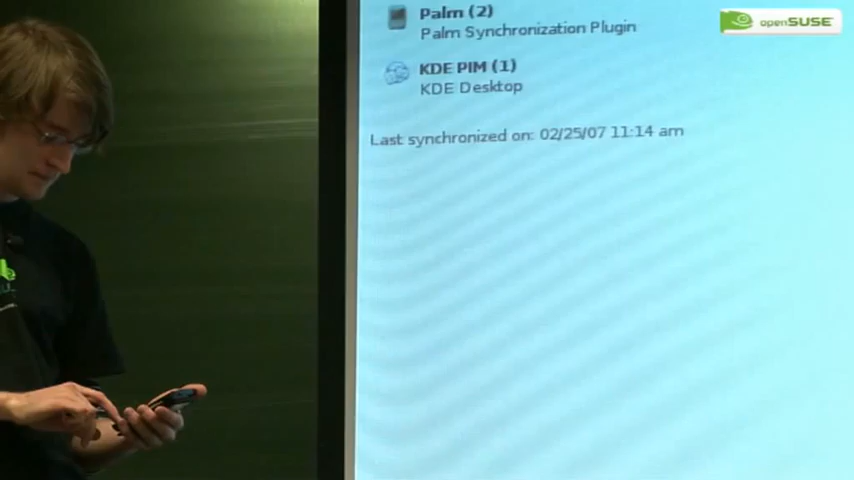 Palm (2)
Palm Synchronization Plugin
openSUSE
KDE PIM (1)
KDE Desktop
Last synchronized on: 02/25/07 11:14 am